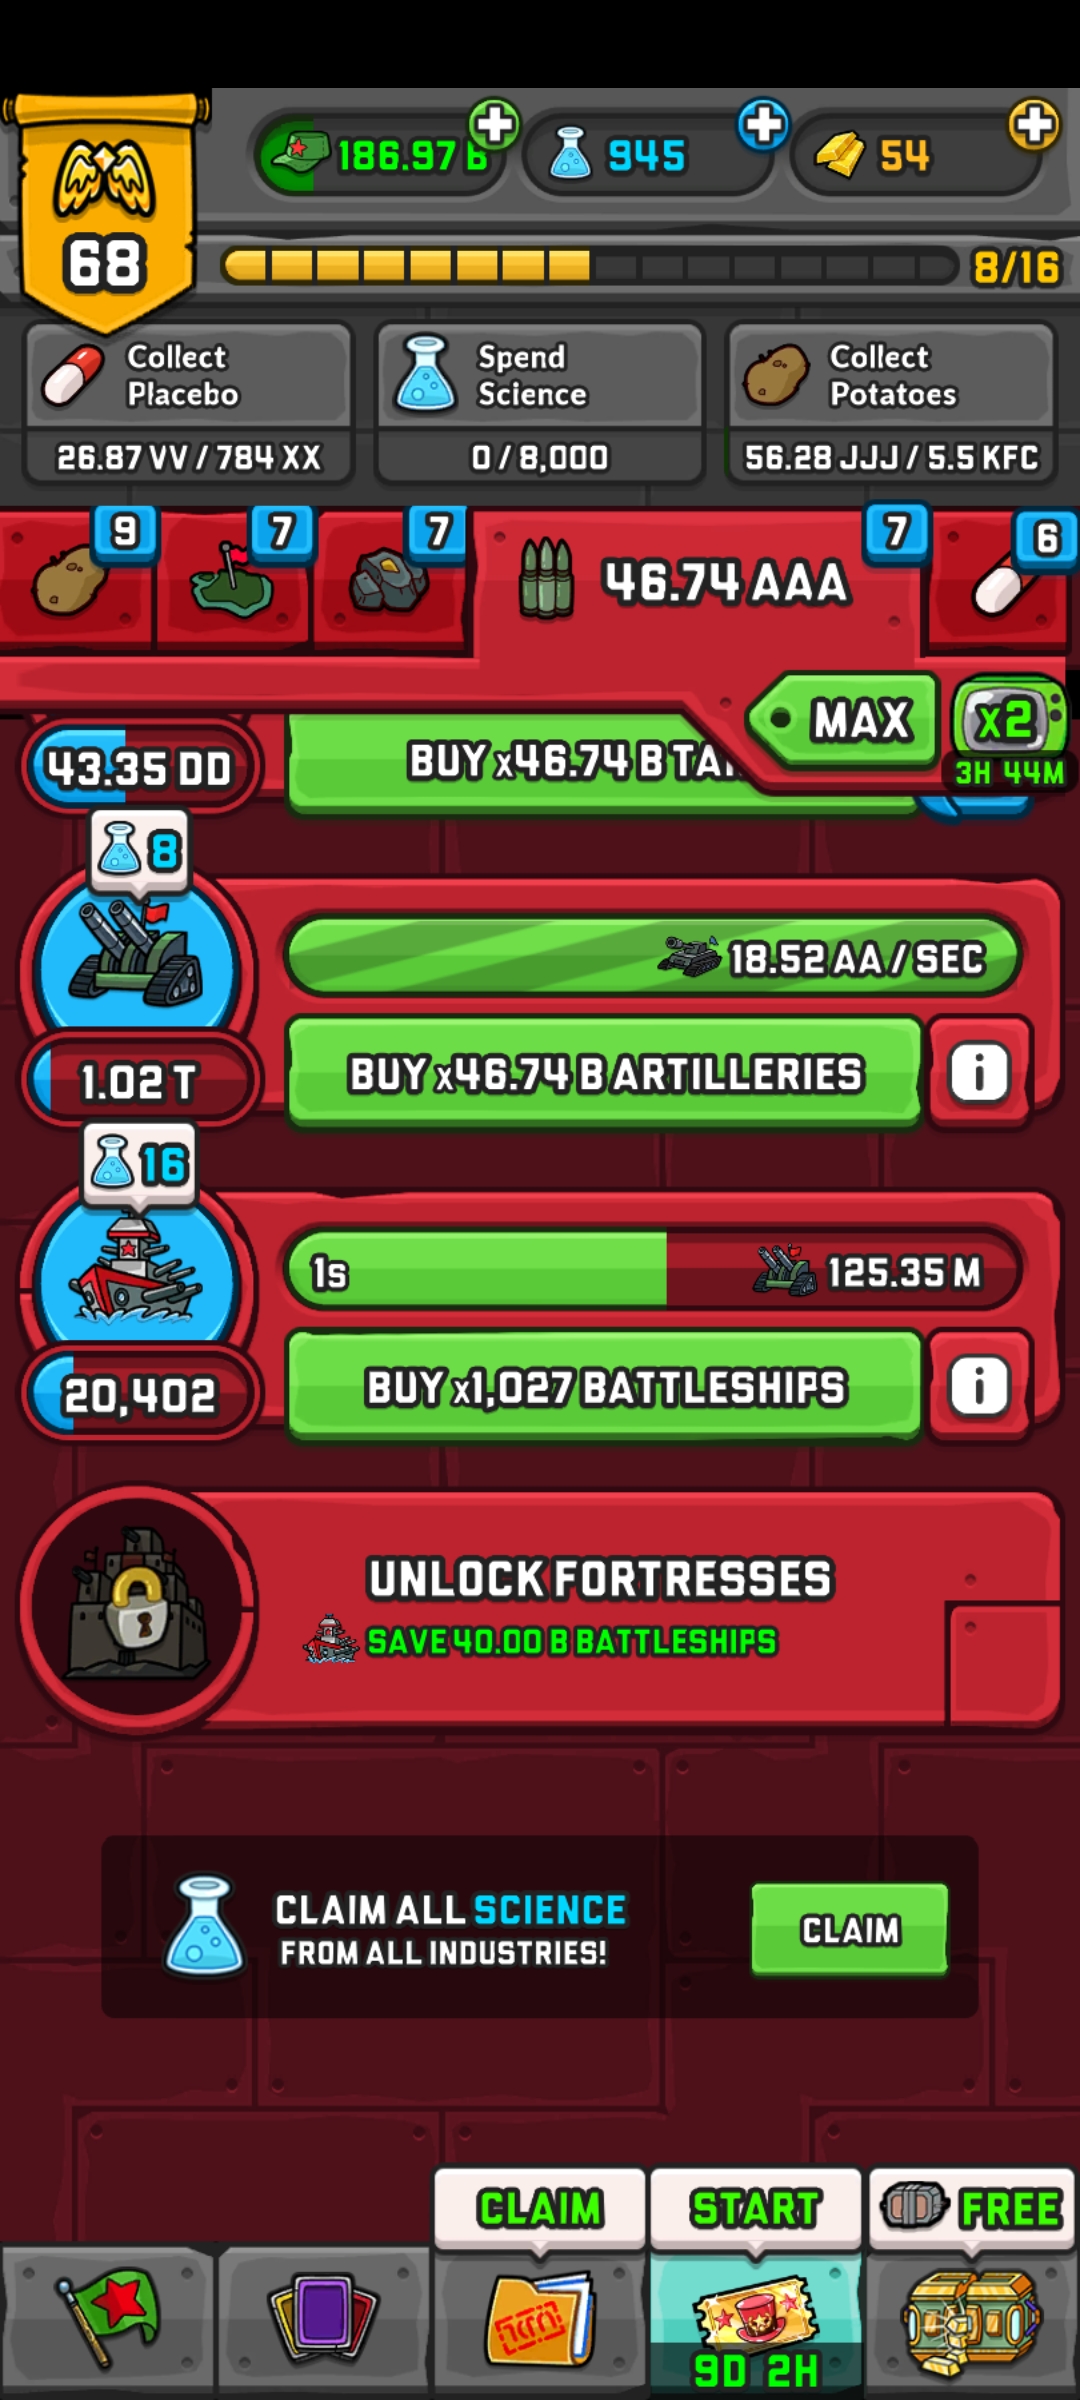 68
186.97 B
945
54
8/16
Collect
Placebo
26.87 VV / 784 XX
Spend
Science
0 / 8,000
Collect
Potatoes
56.28 JJJ / 5.5 KFC
9
7
7
46.74 AAA
7
6
MAX
x2
3H 44M
43.35 DD
BUY x46.74 B
8
18.52 AA / SEC
1.02 T
BUY x46.74 B ARTILLERIES
i
16
1s
125.35 M
20,402
BUY x1,027 BATTLESHIPS
i
UNLOCK FORTRESSES
SAVE 40.00 B BATTLESHIPS
CLAIM ALL SCIENCE
FROM ALL INDUSTRIES!
CLAIM
CLAIM
START
FREE
9D 2H